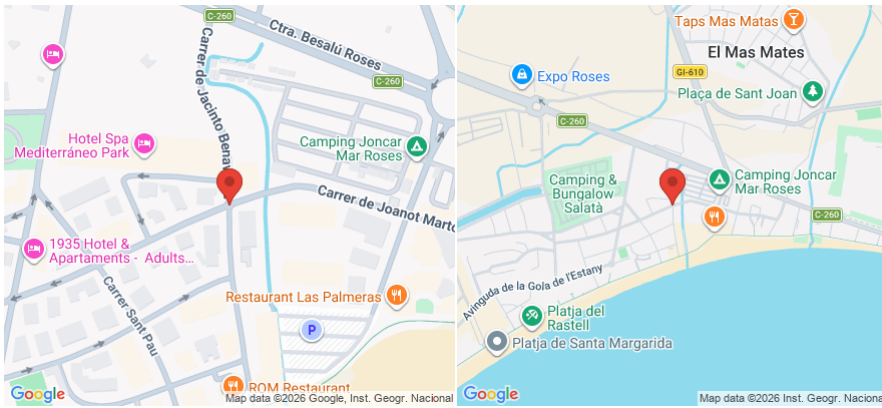 C-260
Ctra. Besalú Roses
Carrer de Jacinto Bena
C-260
Hotel Spa
Mediterráneo Park
Camping Joncar
Mar Roses
Carrer de Joanot Marto
1935 Hotel &
Apartaments - Adults...
Carrer Sant Pau
Restaurant Las Palmeras
P
ROM Restaurant
Google
Map data ©2026 Google, Inst. Geogr. Nacional
Taps Mas Matas
El Mas Mates
GI-610
Expo Roses
Plaça de Sant Joan
C-260
Camping &
Bungalow
Salatà
Camping Joncar
Mar Roses
C-260
Avinguda de la Gola de l'Estany
Platja del
Rastell
Platja de Santa Margarida
Google
Map data ©2026 Inst. Geogr. Nacional